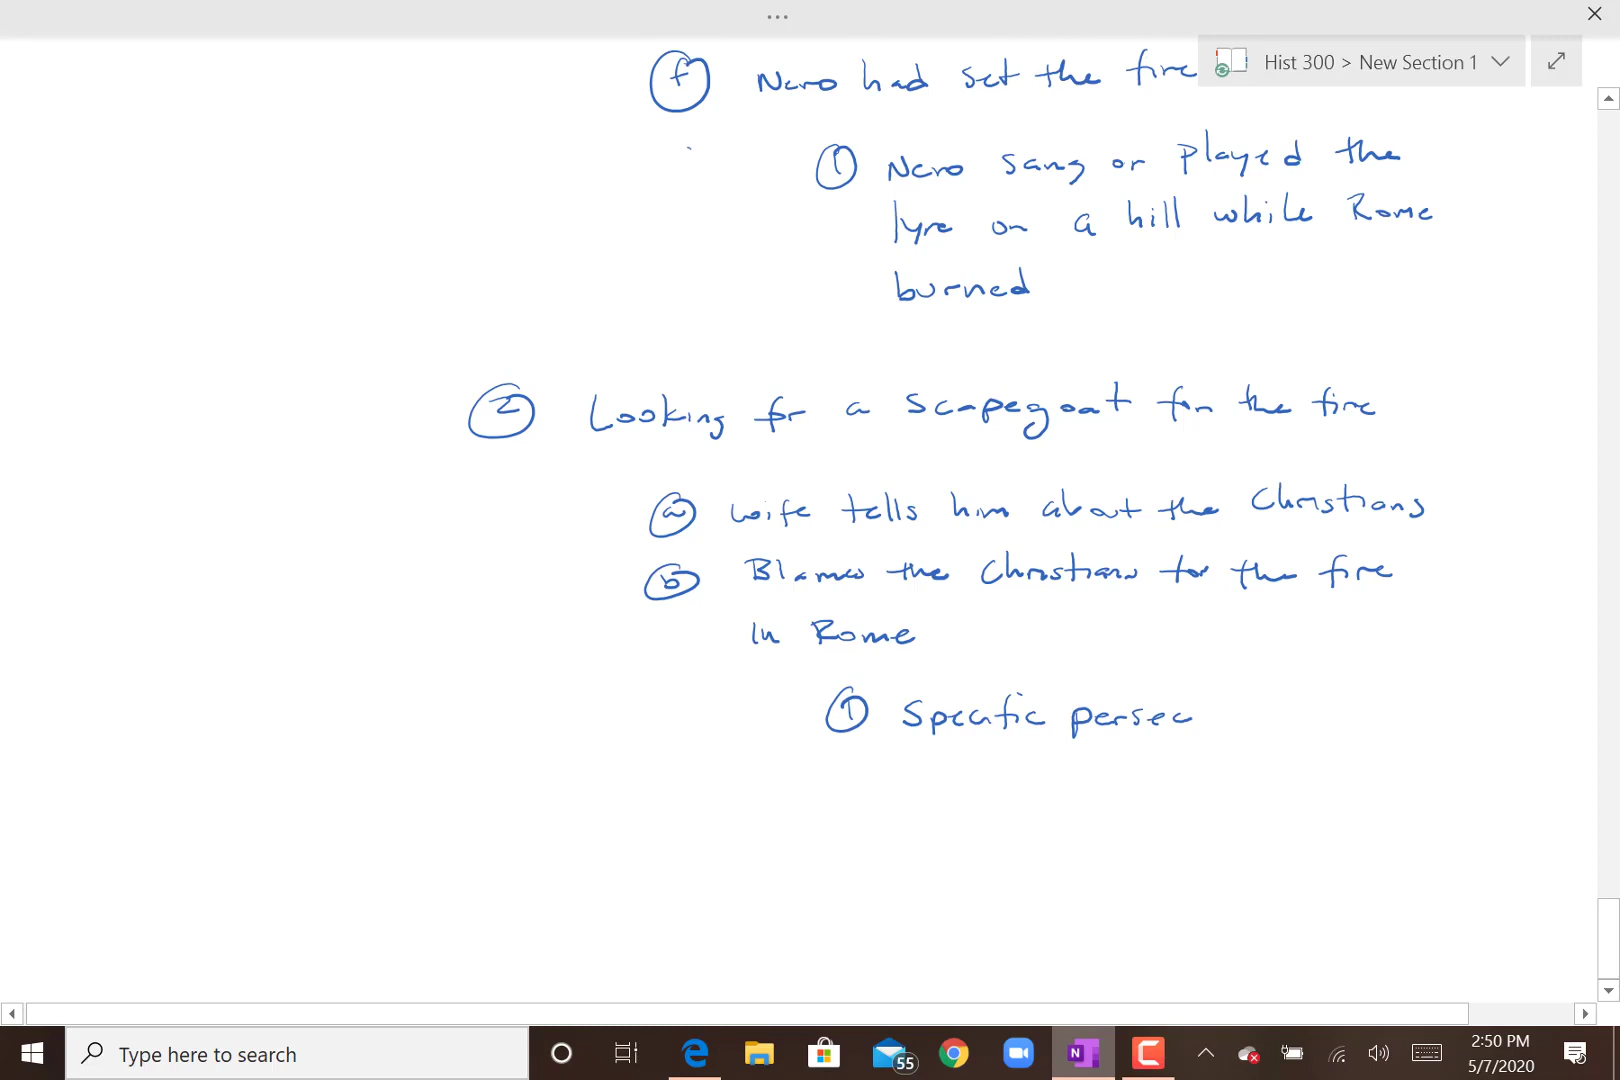 Hist 300 > New Section 1
f Nero had set the fire
1 Nero sang or played the
lyre on a hill while Rome
burned
2 Looking for a scapegoat for the fire
a wife tells him about the Christians
b Blames the Christians for the fire
In Rome
1 Specific persec
Type here to search
55
N
2:50 PM
5/7/2020